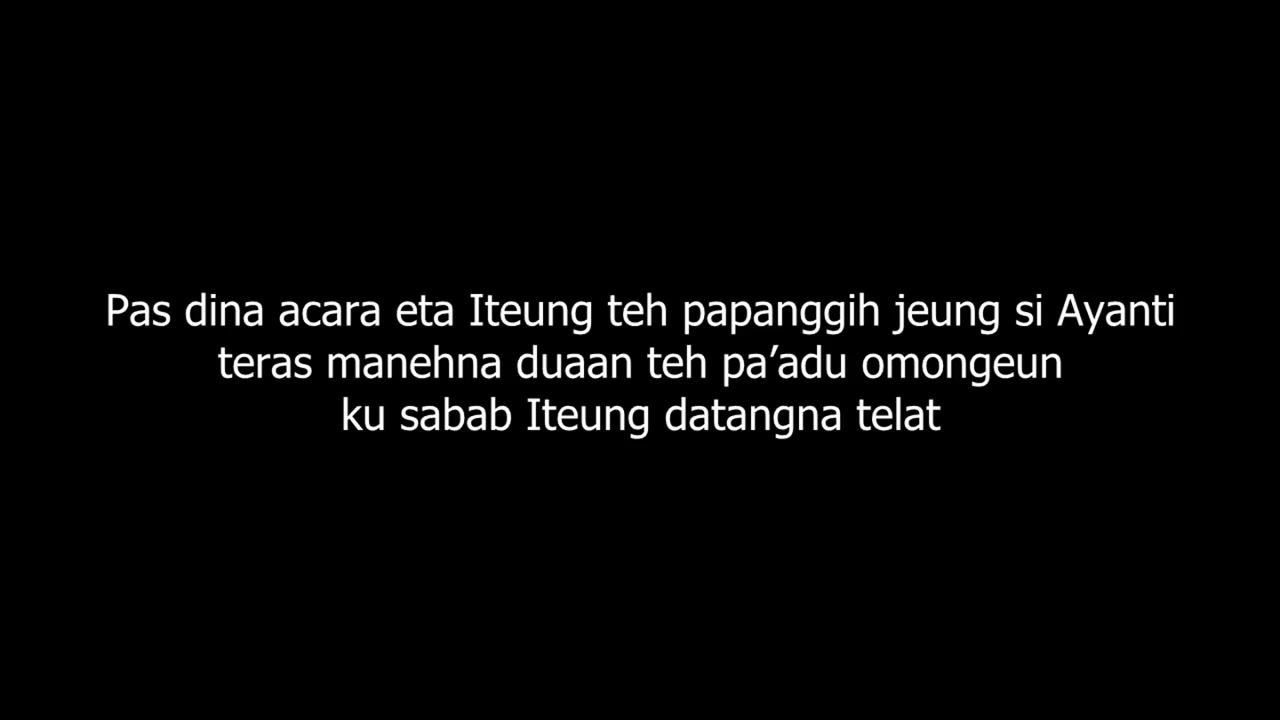 Pas dina acara eta Iteung teh papanggih jeung si Ayanti
teras manehna duaan teh pa’adu omongeun
ku sabab Iteung datangna telat